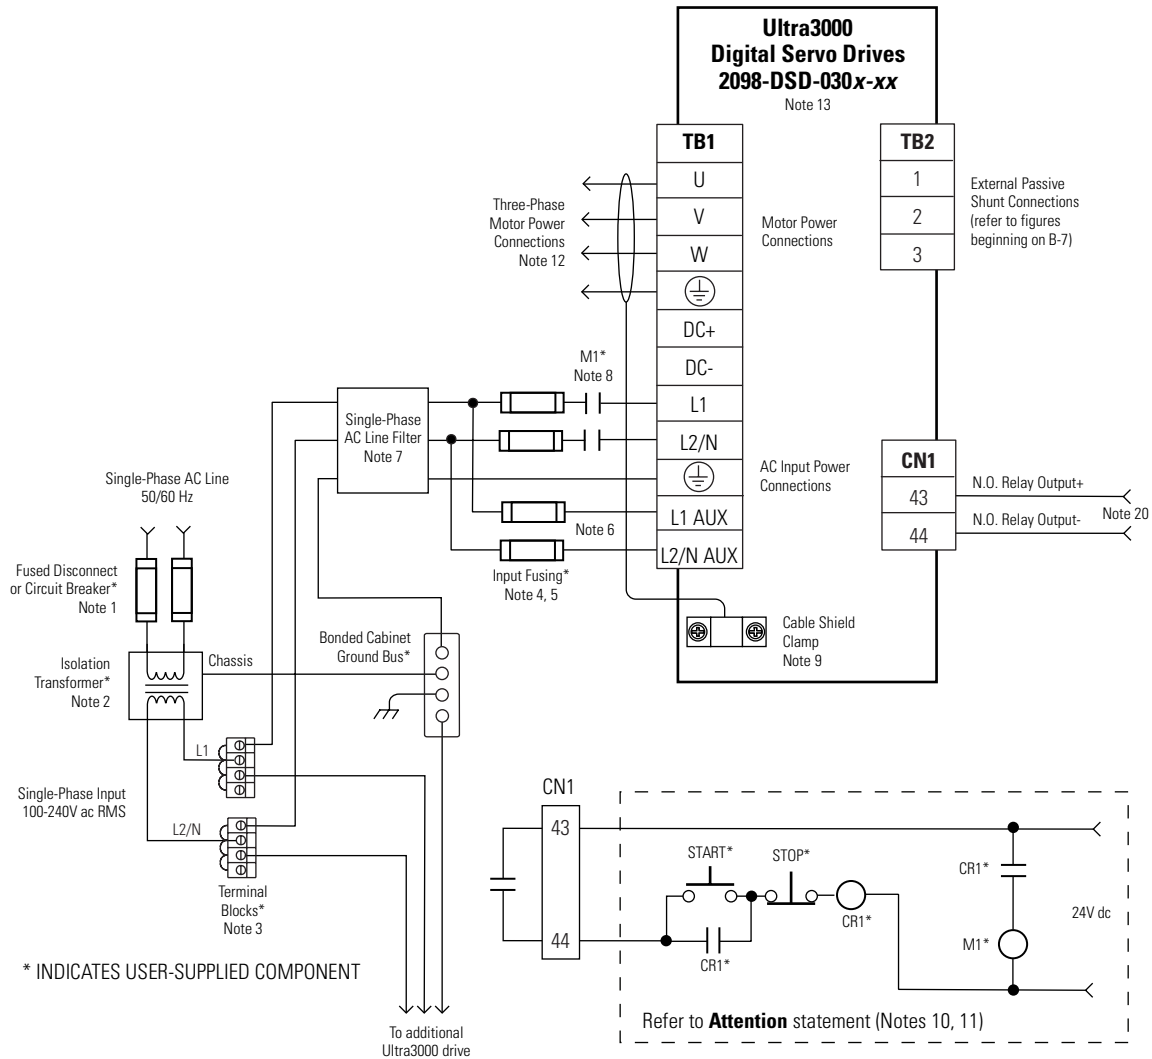 Ultra3000
Digital Servo Drives
2098-DSD-030x-xx
Note 13
TB1
U
V
W
DC+
DC-
L1
L2/N
L1 AUX
L2/N AUX
TB2
1
2
3
External Passive
Shunt Connections
(refer to figures
beginning on B-7)
Three-Phase
Motor Power
Connections
Note 12
Motor Power
Connections
M1*
Note 8
Single-Phase
AC Line Filter
Note 7
AC Input Power
Connections
CN1
43
44
N.O. Relay Output+
N.O. Relay Output-
Note 20
Single-Phase AC Line
50/60 Hz
Note 6
Input Fusing*
Note 4, 5
Fused Disconnect
or Circuit Breaker*
Note 1
Cable Shield
Clamp
Note 9
Bonded Cabinet
Ground Bus*
Chassis
Isolation
Transformer*
Note 2
L1
Single-Phase Input
100-240V ac RMS
L2/N
Terminal
Blocks*
Note 3
* INDICATES USER-SUPPLIED COMPONENT
To additional
Ultra3000 drive
CN1
43
44
START*
STOP*
CR1*
CR1*
CR1*
M1*
24V dc
Refer to Attention statement (Notes 10, 11)